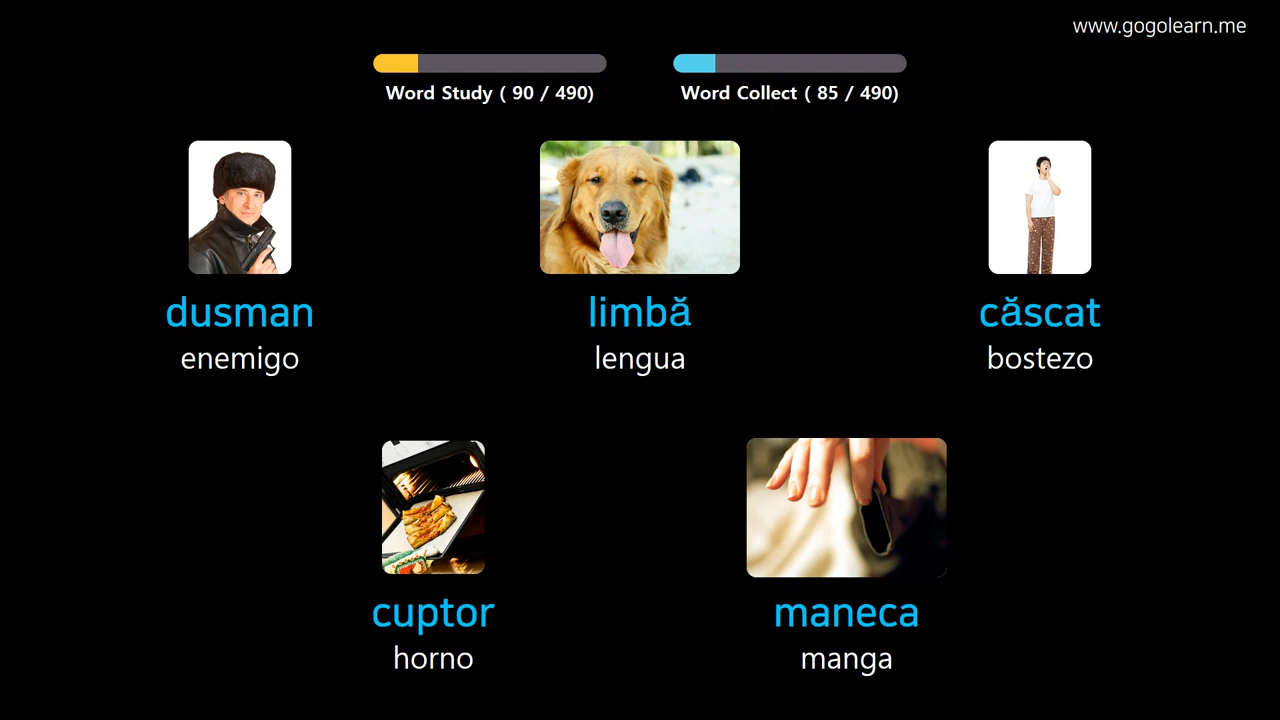 www.gogolearn.me
Word Study ( 90 / 490)
Word Collect ( 85 / 490)
dusman
enemigo
limbă
lengua
căscat
bostezo
cuptor
horno
maneca
manga